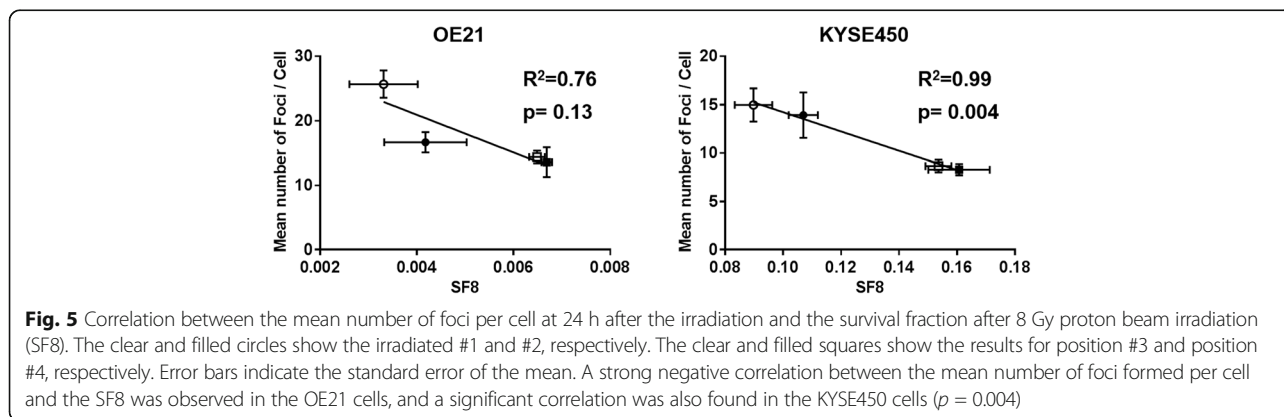 OE21
KYSE450
Mean number of Foci / Cell
30
20
10
0
0.002
0.004
0.006
0.008
SF8
R²=0.76
p= 0.13
Mean number of Foci / Cell
20
15
10
5
0
0.08
0.10
0.12
0.14
0.16
0.18
SF8
R²=0.99
p= 0.004
Fig. 5 Correlation between the mean number of foci per cell at 24 h after the irradiation and the survival fraction after 8 Gy proton beam irradiation
(SF8). The clear and filled circles show the irradiated #1 and #2, respectively. The clear and filled squares show the results for position #3 and position
#4, respectively. Error bars indicate the standard error of the mean. A strong negative correlation between the mean number of foci formed per cell
and the SF8 was observed in the OE21 cells, and a significant correlation was also found in the KYSE450 cells (p = 0.004)